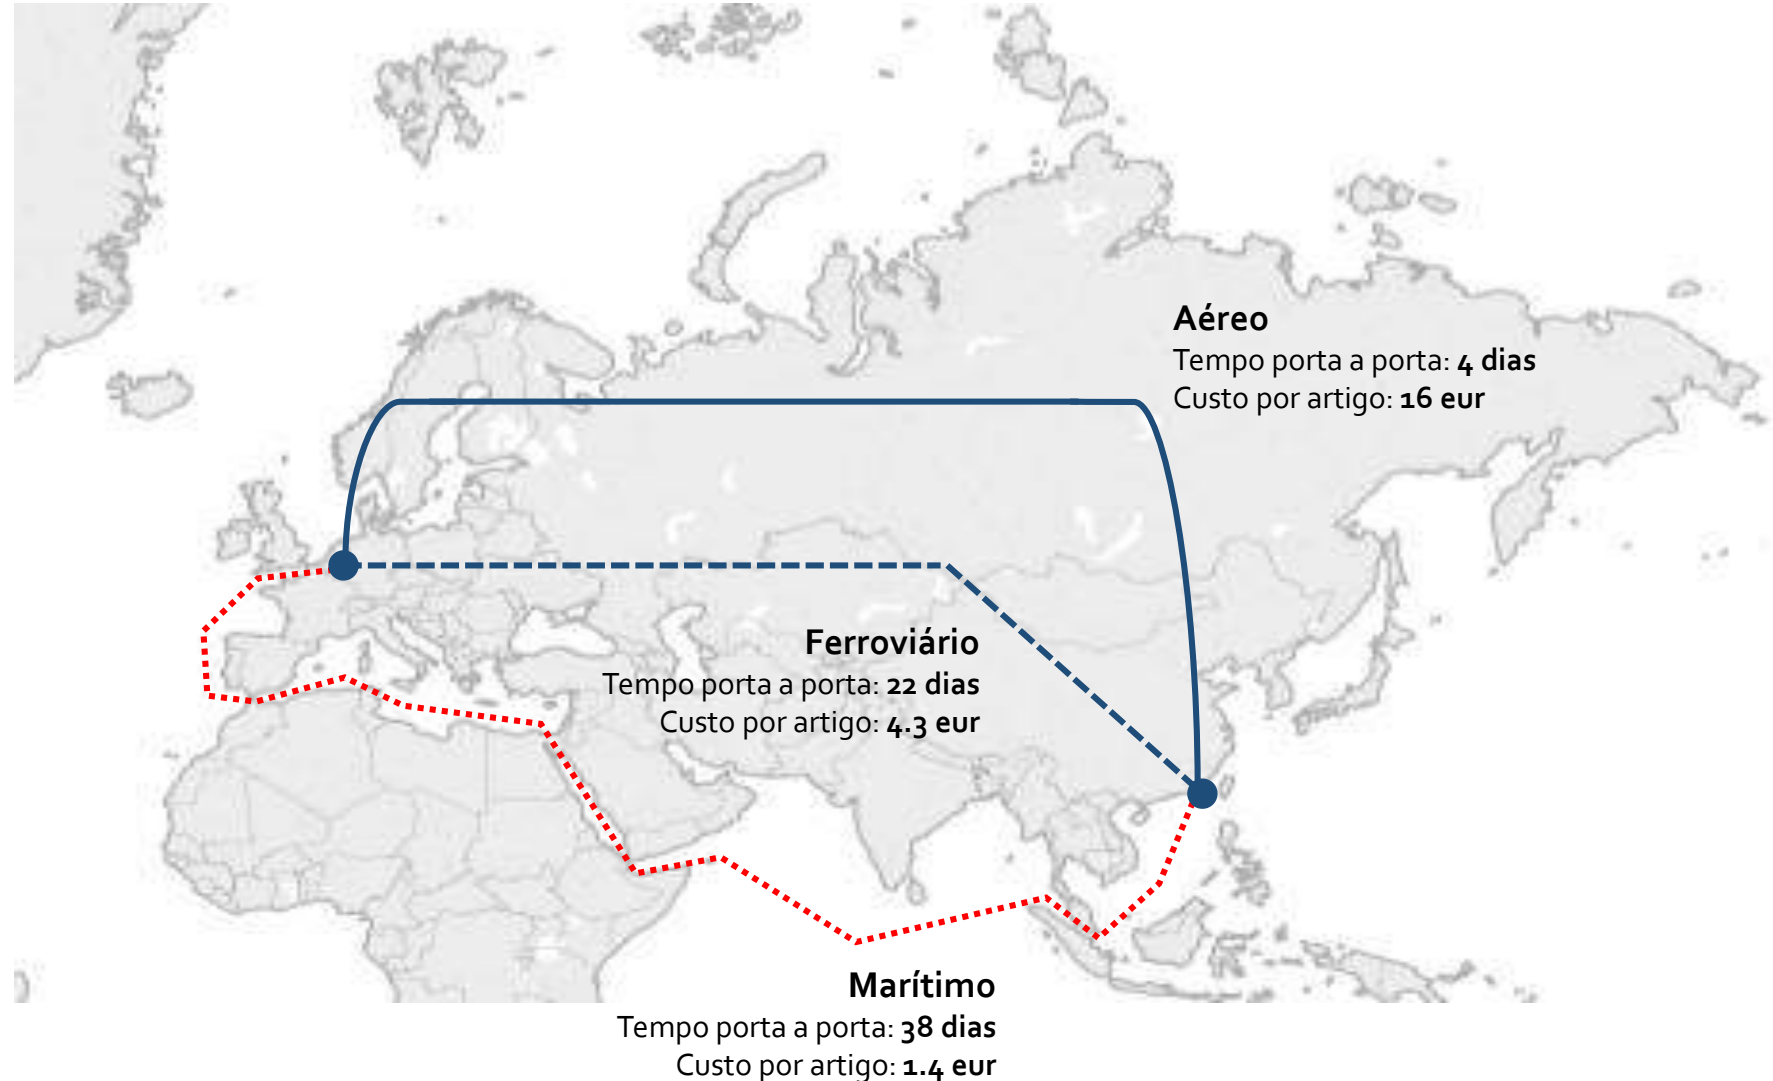 Aéreo
Tempo porta a porta: 4 dias
Custo por artigo: 16 eur
Ferroviário
Tempo porta a porta: 22 dias
Custo por artigo: 4.3 eur
Marítimo
Tempo porta a porta: 38 dias
Custo por artigo: 1.4 eur